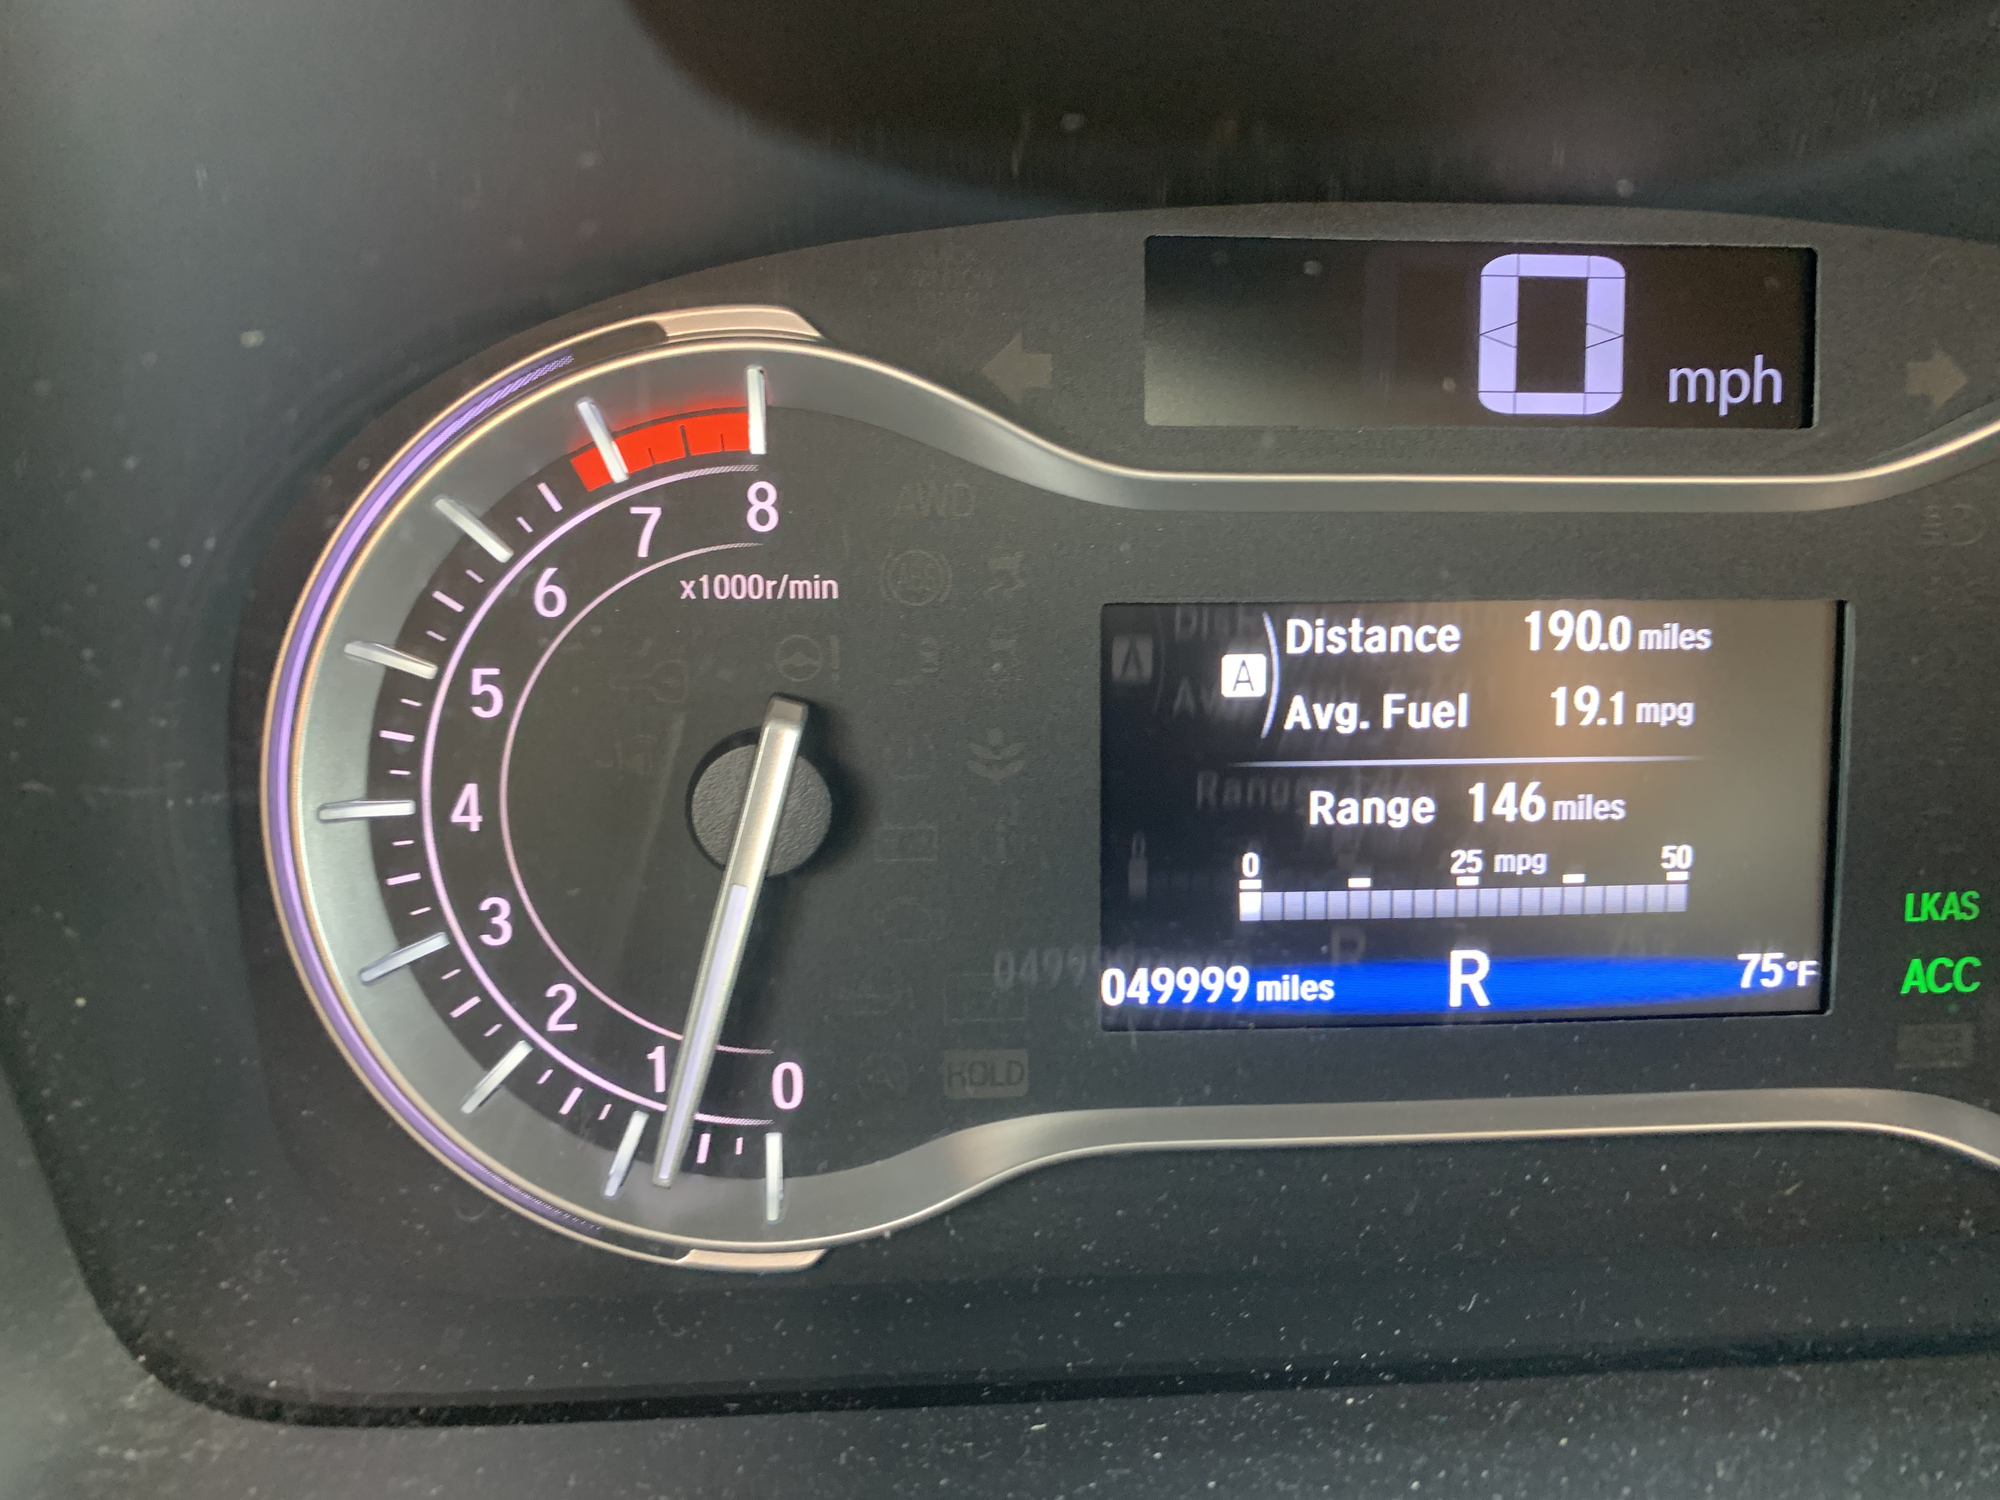 0 mph
8
7
6
x1000r/min
5
4
3
2
1
0
AWD
HOLD
A
Distance 190.0 miles
Avg. Fuel 19.1 mpg
Range 146 miles
0 25 mpg 50
049999 miles R 75°F
LKAS
ACC